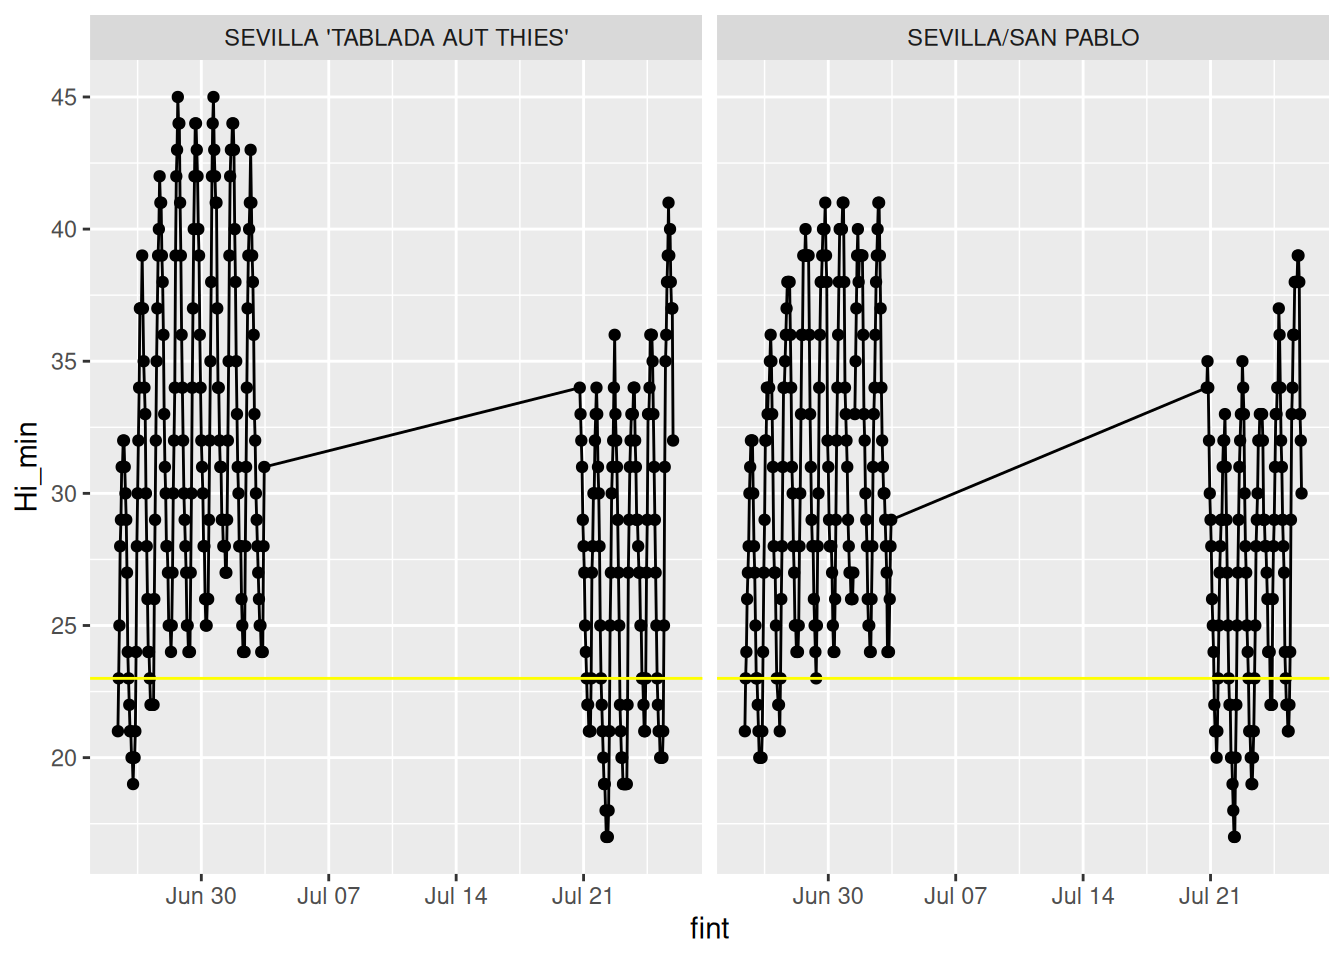 SEVILLA 'TABLADA AUT THIES'
SEVILLA/SAN PABLO
45
40
35
30
25
20
Hi_min
Jun 30 Jul 07 Jul 14 Jul 21
Jun 30 Jul 07 Jul 14 Jul 21
fint